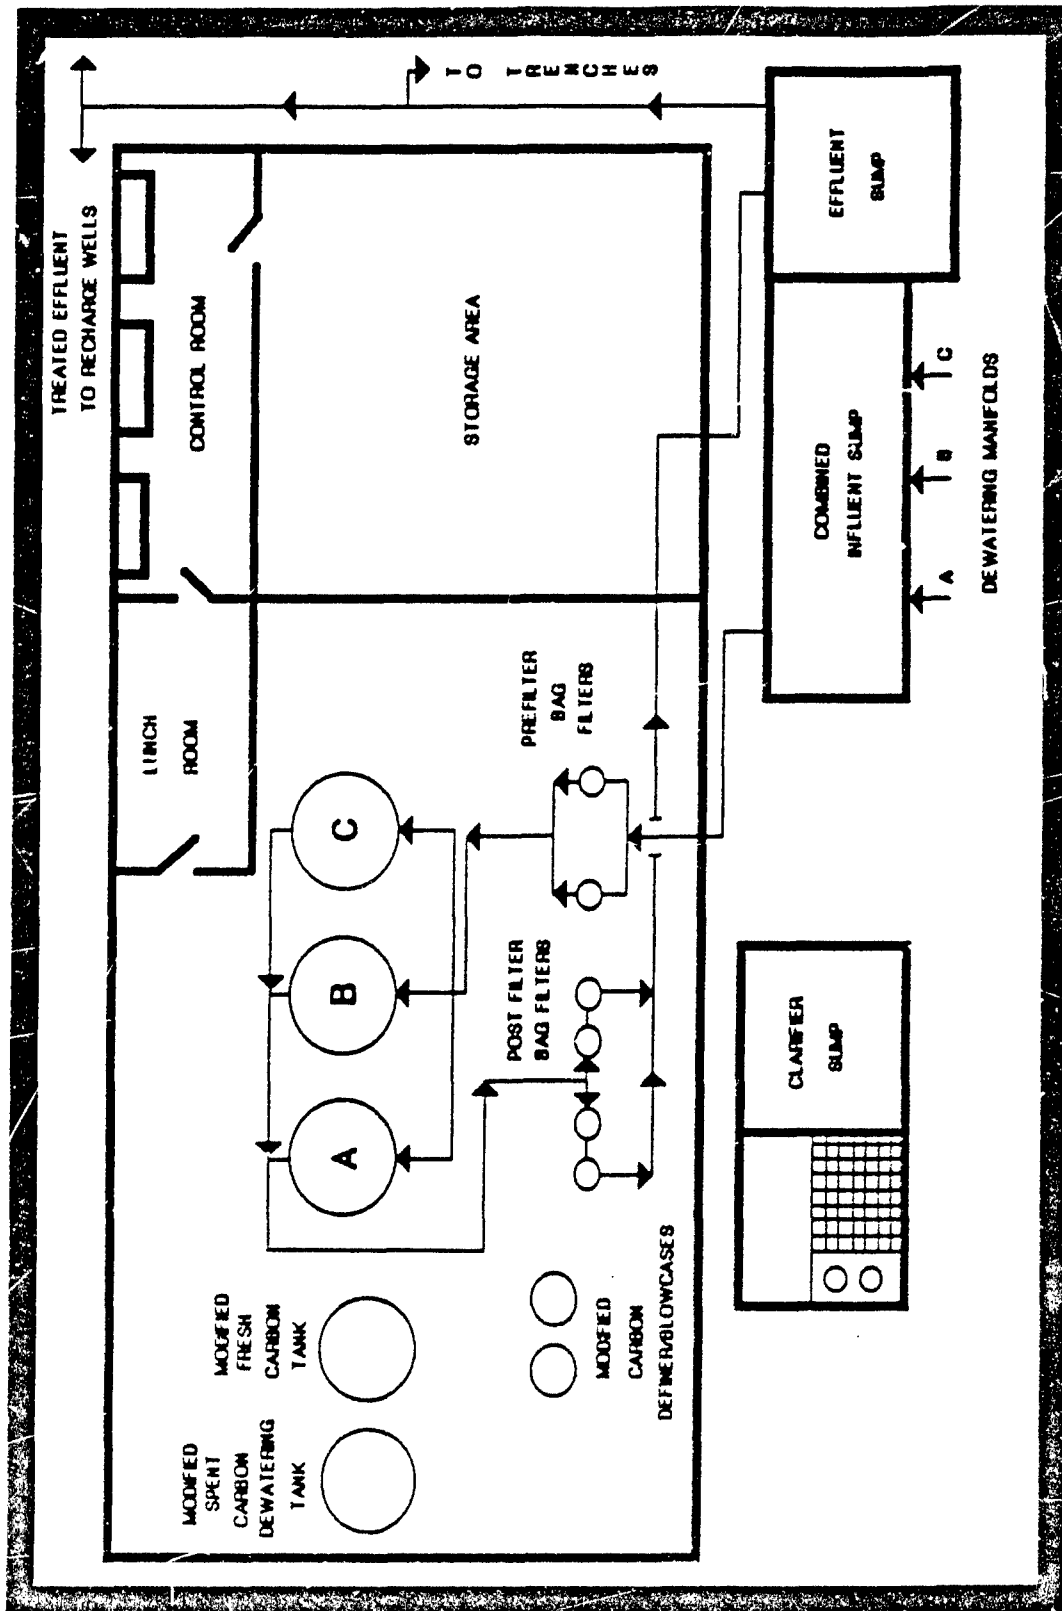 TREATED EFFLUENT
TO RECHARGE WELLS
TO TRENCHES
LUNCH
ROOM
CONTROL ROOM
MODIFIED
SPENT
CARBON
DEWATERING
TANK
MODIFIED
FRESH
CARBON
TANK
A
B
C
STORAGE AREA
POST FILTER
BAG FILTERS
PREFILTER
BAG
FILTERS
MODIFIED
CARBON
DEFINER/BLOWCASES
CLARIFIER
SUMP
COMBINED
INFLUENT SUMP
EFFLUENT
SUMP
A
B
C
DEWATERING MANIFOLDS